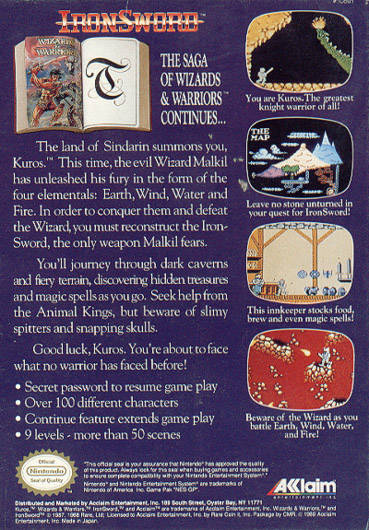 IRONSWORD
WIZARDS
& WARRIORS
T
THE SAGA
OF WIZARDS
& WARRIORS™
CONTINUES...
The land of Sindarin summons you,
Kuros.™ This time, the evil Wizard Malkil
has unleashed his fury in the form of the
four elementals: Earth, Wind, Water and
Fire. In order to conquer them and defeat
the Wizard, you must reconstruct the Iron-
Sword, the only weapon Malkil fears.
You'll journey through dark caverns
and fiery terrain, discovering hidden treasures
and magic spells as you go. Seek help from
the Animal Kings, but beware of slimy
spitters and snapping skulls.
Good luck, Kuros. You're about to face
what no warrior has faced before!
• Secret password to resume game play
• Over 100 different characters
• Continue feature extends game play
• 9 levels - more than 50 scenes
You are Kuros. The greatest
knight warrior of all!
THE
MAP
Leave no stone unturned in
your quest for IronSword!
This innkeeper stocks food,
brew and even magic spells!
Beware of the Wizard as you
battle Earth, Wind, Water,
and Fire!
Official
Nintendo
Seal of Quality
"This official seal is your assurance that Nintendo® has approved the quality
of this product. Always look for this seal when buying games and accessories
to ensure complete compatibility with your Nintendo Entertainment System®."
Nintendo® and Nintendo Entertainment System® are trademarks of
Nintendo of America Inc. Game Pak "NES GP"
AKlaim
entertainment, inc.
Distributed and Marketed by Acclaim Entertainment, Inc. 189 South Street, Oyster Bay, NY 11771
Kuros,™ Wizards & Warriors,™ IronSword,™ and Acclaim™ are trademarks of Acclaim Entertainment, Inc. Wizards & Warriors,™ and
IronSword™ © 1987, 1988 Rare, Ltd; Licensed to Acclaim Entertainment, Inc. by Rare Coin It, Inc. Package by CMR. © 1989 Acclaim
Entertainment, Inc. Made in Japan